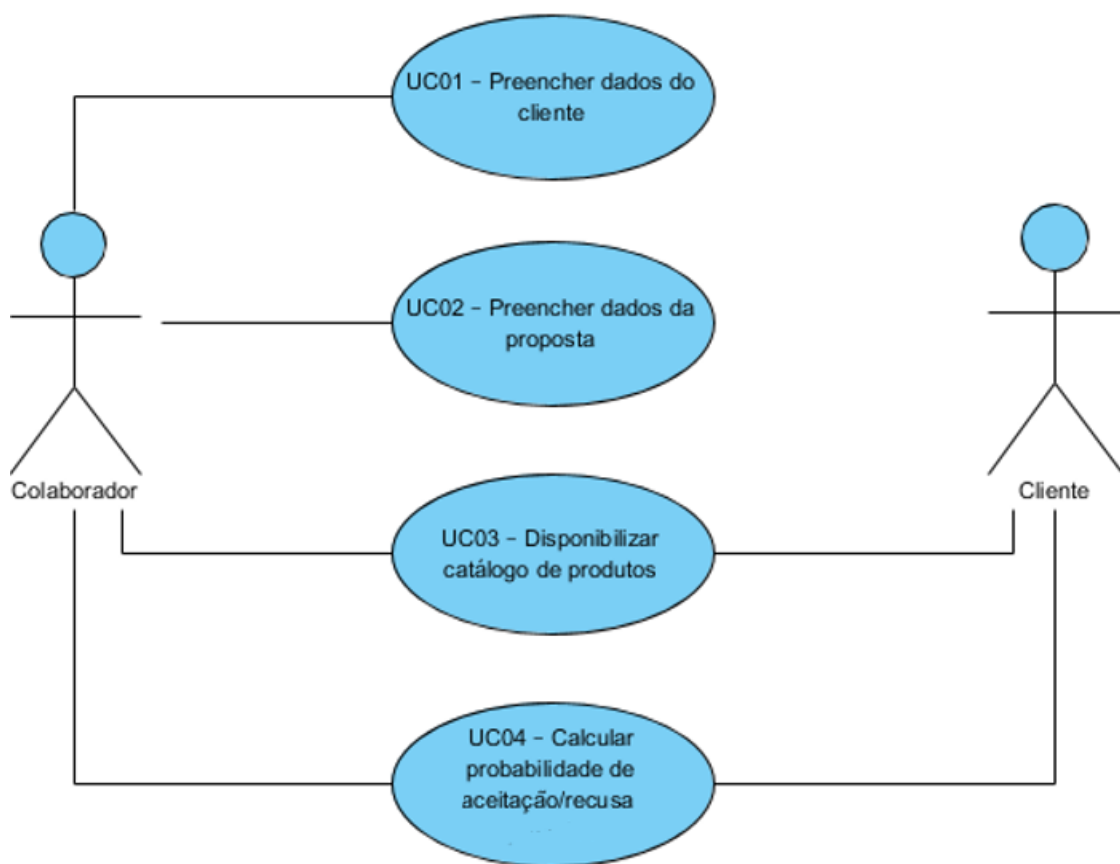 UC01 – Preencher dados do
cliente
UC02 – Preencher dados da
proposta
Colaborador
Cliente
UC03 – Disponibilizar
catálogo de produtos
UC04 – Calcular
probabilidade de
aceitação/recusa